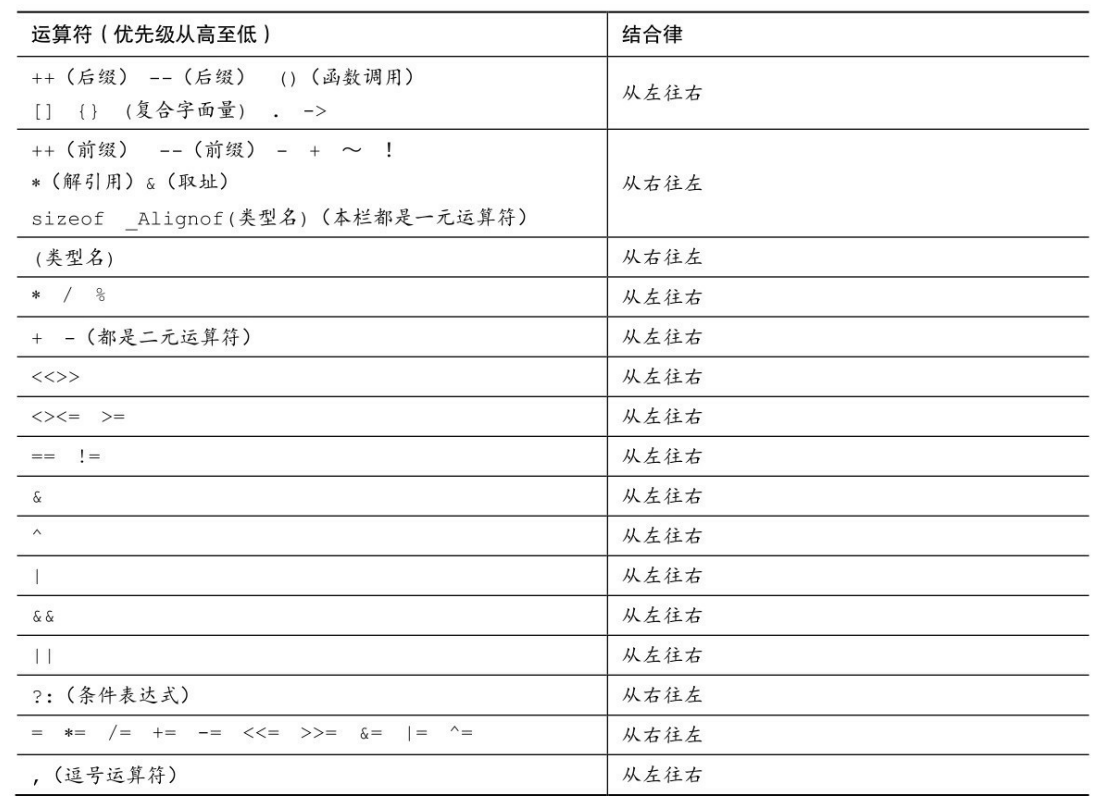 运算符（优先级从高至低） 结合律
++（后缀） --（后缀） ()（函数调用）
[] {} （复合字面量） . -> 从左往右
++（前缀） --（前缀） - + ～ !
*（解引用）&（取址） 从右往左
sizeof _Alignof(类型名)（本栏都是一元运算符）
(类型名) 从右往左
* / % 从左往右
+ -（都是二元运算符） 从左往右
<<>> 从左往右
<><= >= 从左往右
== != 从左往右
& 从左往右
^ 从左往右
| 从左往右
&& 从左往右
|| 从左往右
?:（条件表达式） 从右往左
= *= /= += -= <<= >>= &= |= ^= 从右往左
,（逗号运算符） 从左往右